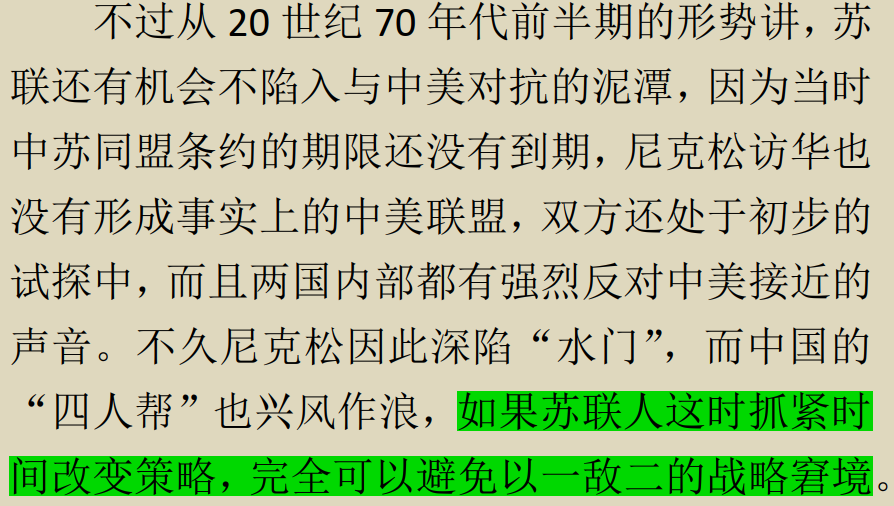 不过从 20 世纪 70 年代前半期的形势讲，苏
联还有机会不陷入与中美对抗的泥潭，因为当时
中苏同盟条约的期限还没有到期，尼克松访华也
没有形成事实上的中美联盟，双方还处于初步的
试探中，而且两国内部都有强烈反对中美接近的
声音。不久尼克松因此深陷“水门”，而中国的
“四人帮”也兴风作浪，如果苏联人这时抓紧时
间改变策略，完全可以避免以一敌二的战略窘境。